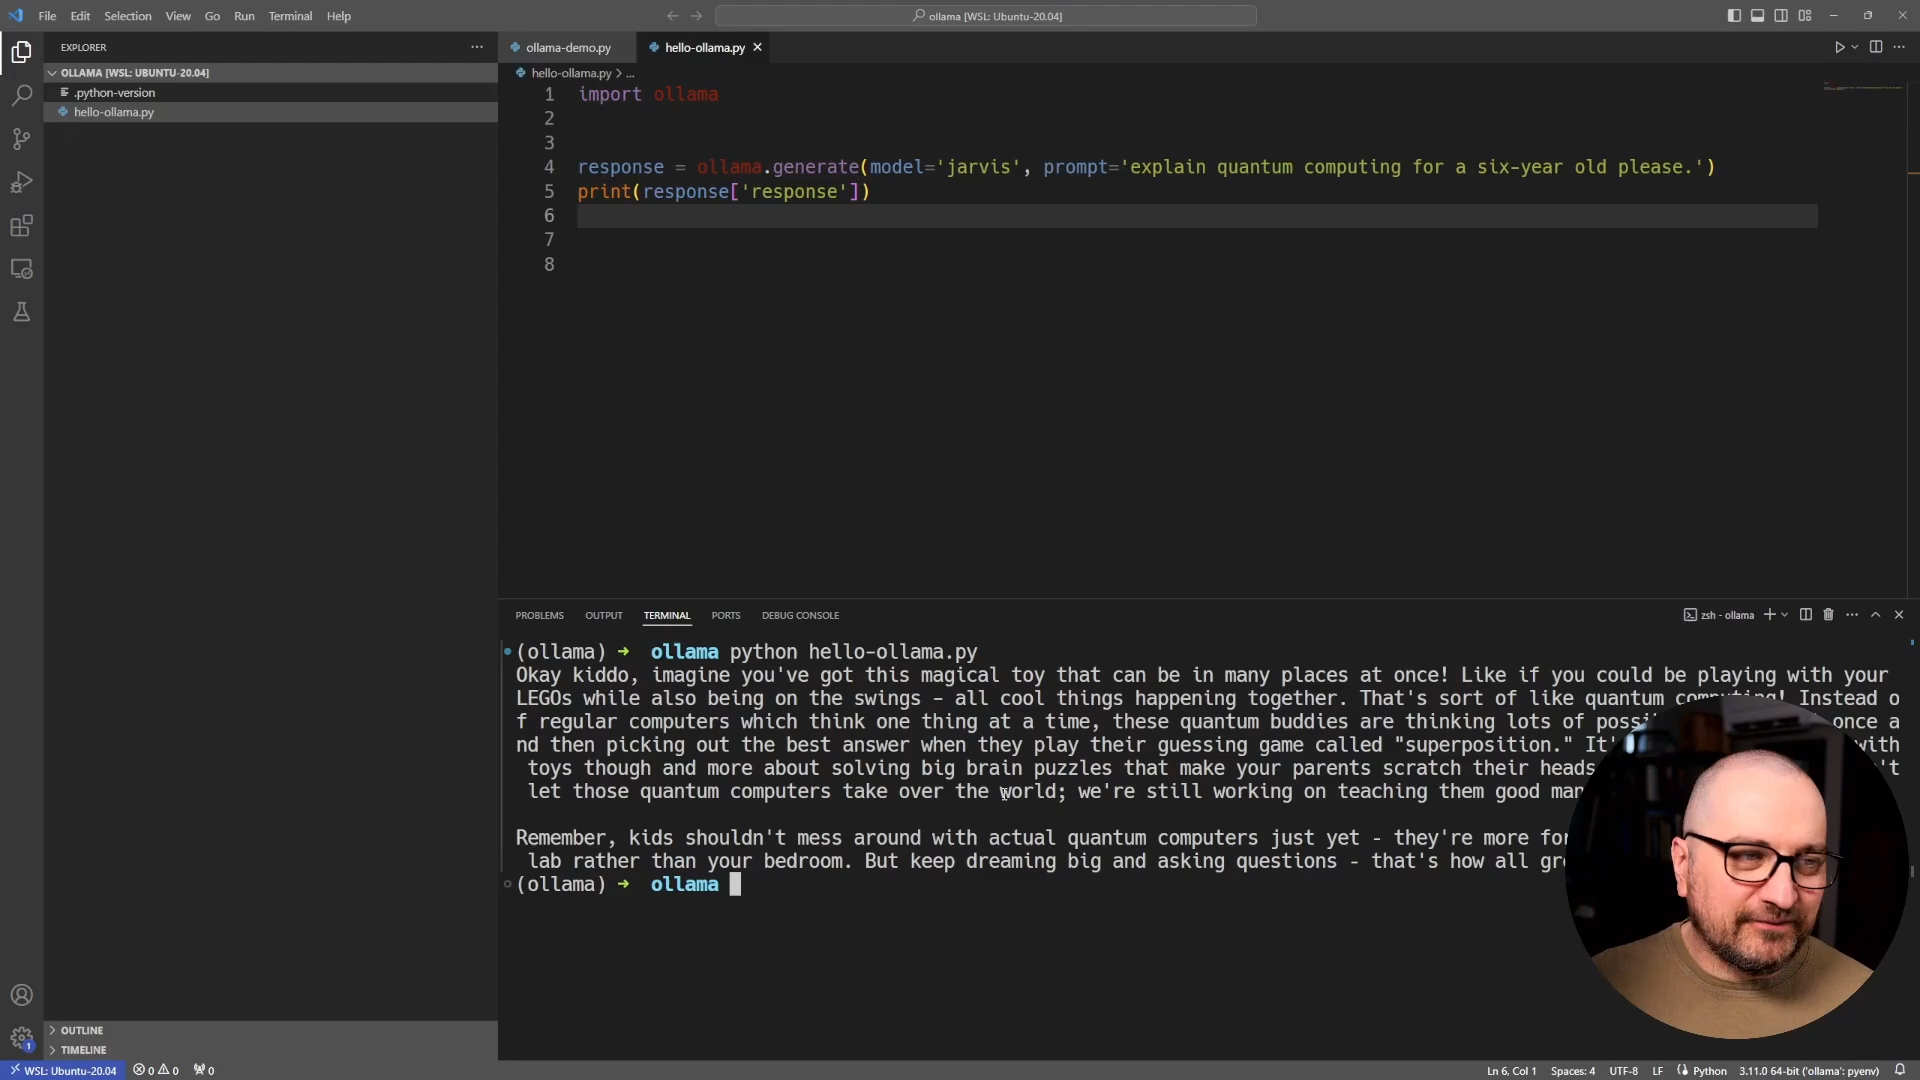 File Edit Selection View Go Run Terminal Help
ollama [WSL: Ubuntu-20.04]
EXPLORER
OLLAMA [WSL: UBUNTU-20.04]
.python-version
hello-ollama.py
ollama-demo.py hello-ollama.py
hello-ollama.py > ...
1 import ollama
2
3
4 response = ollama.generate(model='jarvis', prompt='explain quantum computing for a six-year old please.')
5 print(response['response'])
6
7
8
PROBLEMS OUTPUT TERMINAL PORTS DEBUG CONSOLE
zsh - ollama
(ollama) → ollama python hello-ollama.py
Okay kiddo, imagine you've got this magical toy that can be in many places at once! Like if you could be playing with your
LEGOs while also being on the swings - all cool things happening together. That's sort of like quantum computing! Instead o
f regular computers which think one thing at a time, these quantum buddies are thinking lots of once a
nd then picking out the best answer when they play their guessing game called "superposition." It' with
toys though and more about solving big brain puzzles that make your parents scratch their heads 't
let those quantum computers take over the world; we're still working on teaching them good
Remember, kids shouldn't mess around with actual quantum computers just yet - they're more for
lab rather than your bedroom. But keep dreaming big and asking questions - that's how all
(ollama) → ollama
OUTLINE
TIMELINE
1
WSL: Ubuntu-20.04 0 0 0
Ln 6, Col 1 Spaces: 4 UTF-8 LF Python 3.11.0 64-bit ('ollama': pyenv)